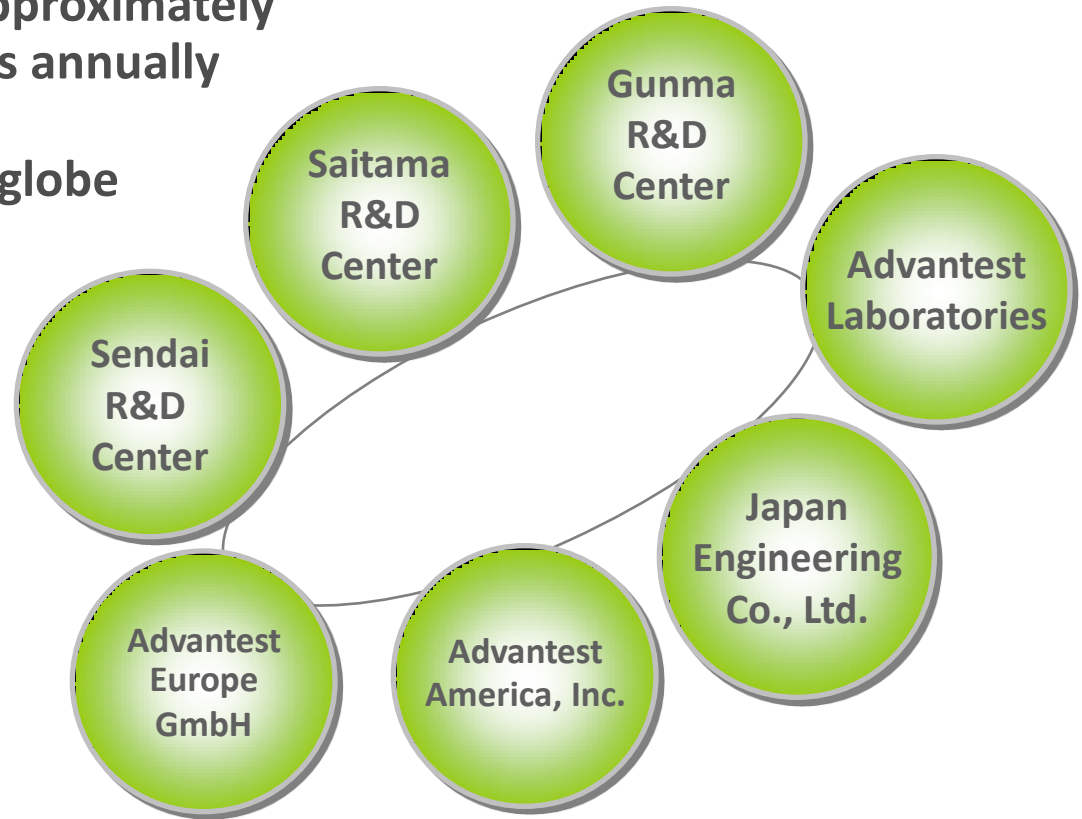 annually
globe
Gunma
R&D
Center
Saitama
R&D
Center
Advantest
Laboratories
Sendai
R&D
Center
Japan
Engineering
Co., Ltd.
Advantest
Europe
GmbH
Advantest
America, Inc.